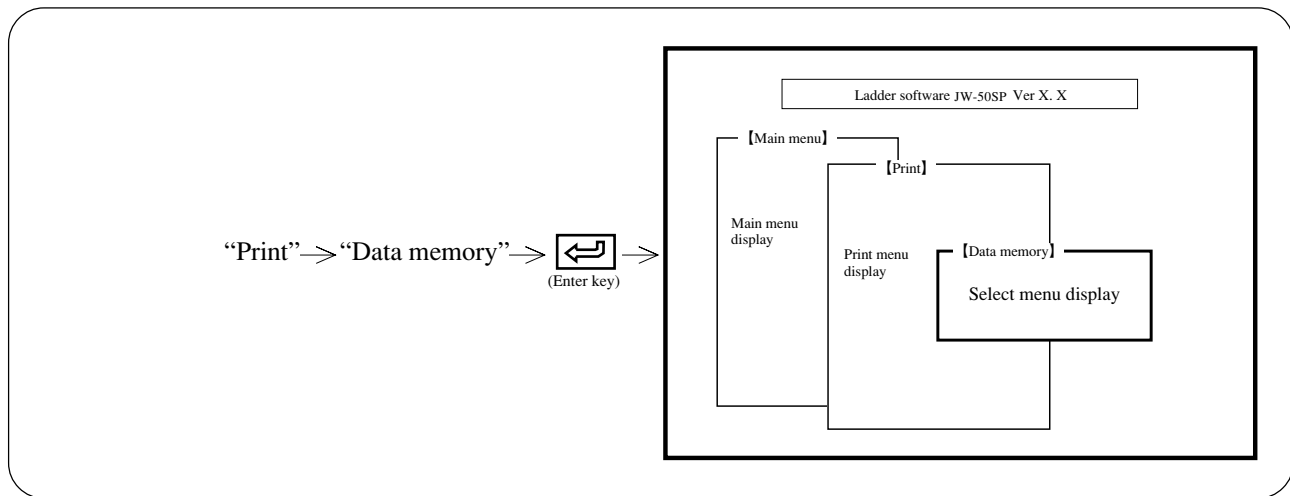 “Print” → “Data memory” → → 
(Enter key)
Ladder software JW-50SP Ver X. X
【Main menu】
【Print】
Main menu
display
Print menu
display
【Data memory】
Select menu display